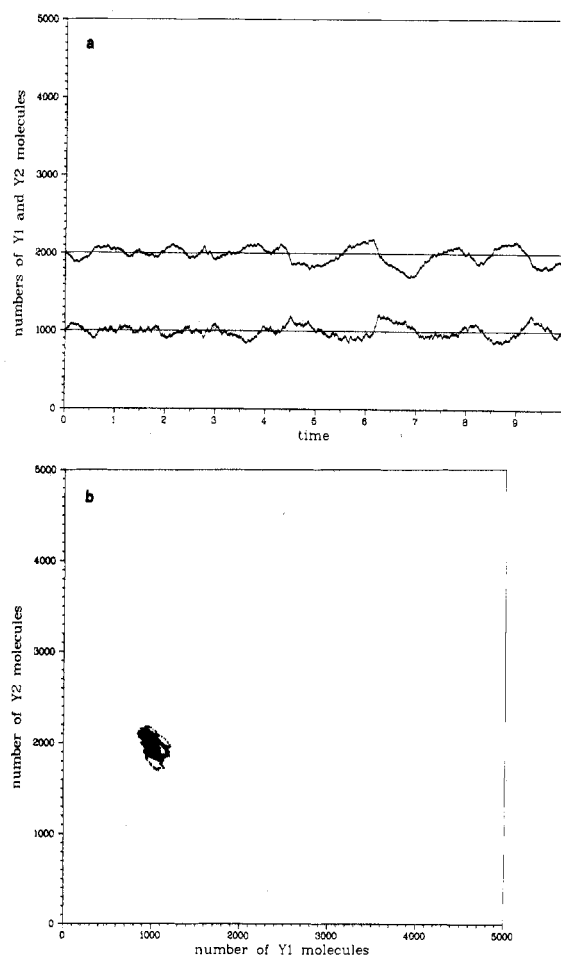 5000
a
4000
3000
2000
1000
0
numbers of Y1 and Y2 molecules
0 1 2 3 4 5 6 7 8 9
time
5000
b
4000
3000
2000
1000
0
number of Y2 molecules
0 1000 2000 3000 4000 5000
number of Y1 molecules